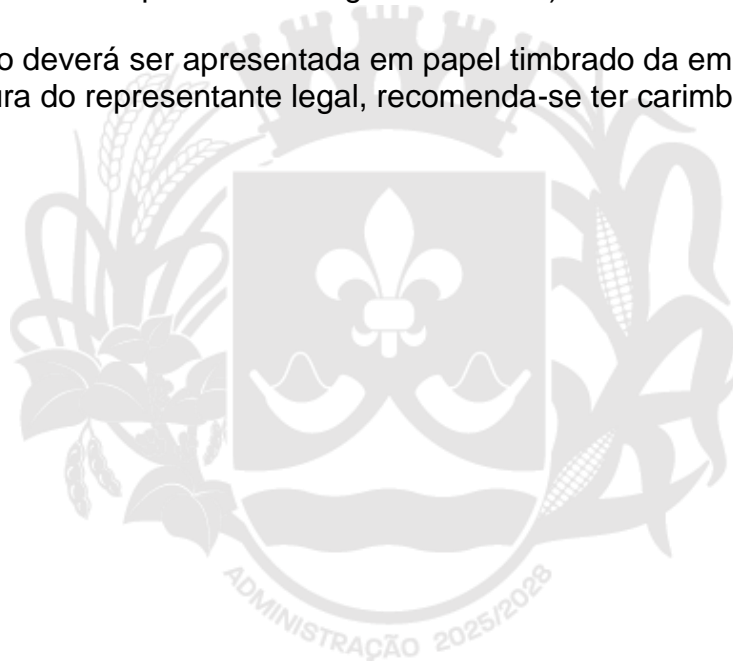 o deverá ser apresentada em papel timbrado da em
ura do representante legal, recomenda-se ter carimb
ADMINISTRAÇÃO 2025/2028